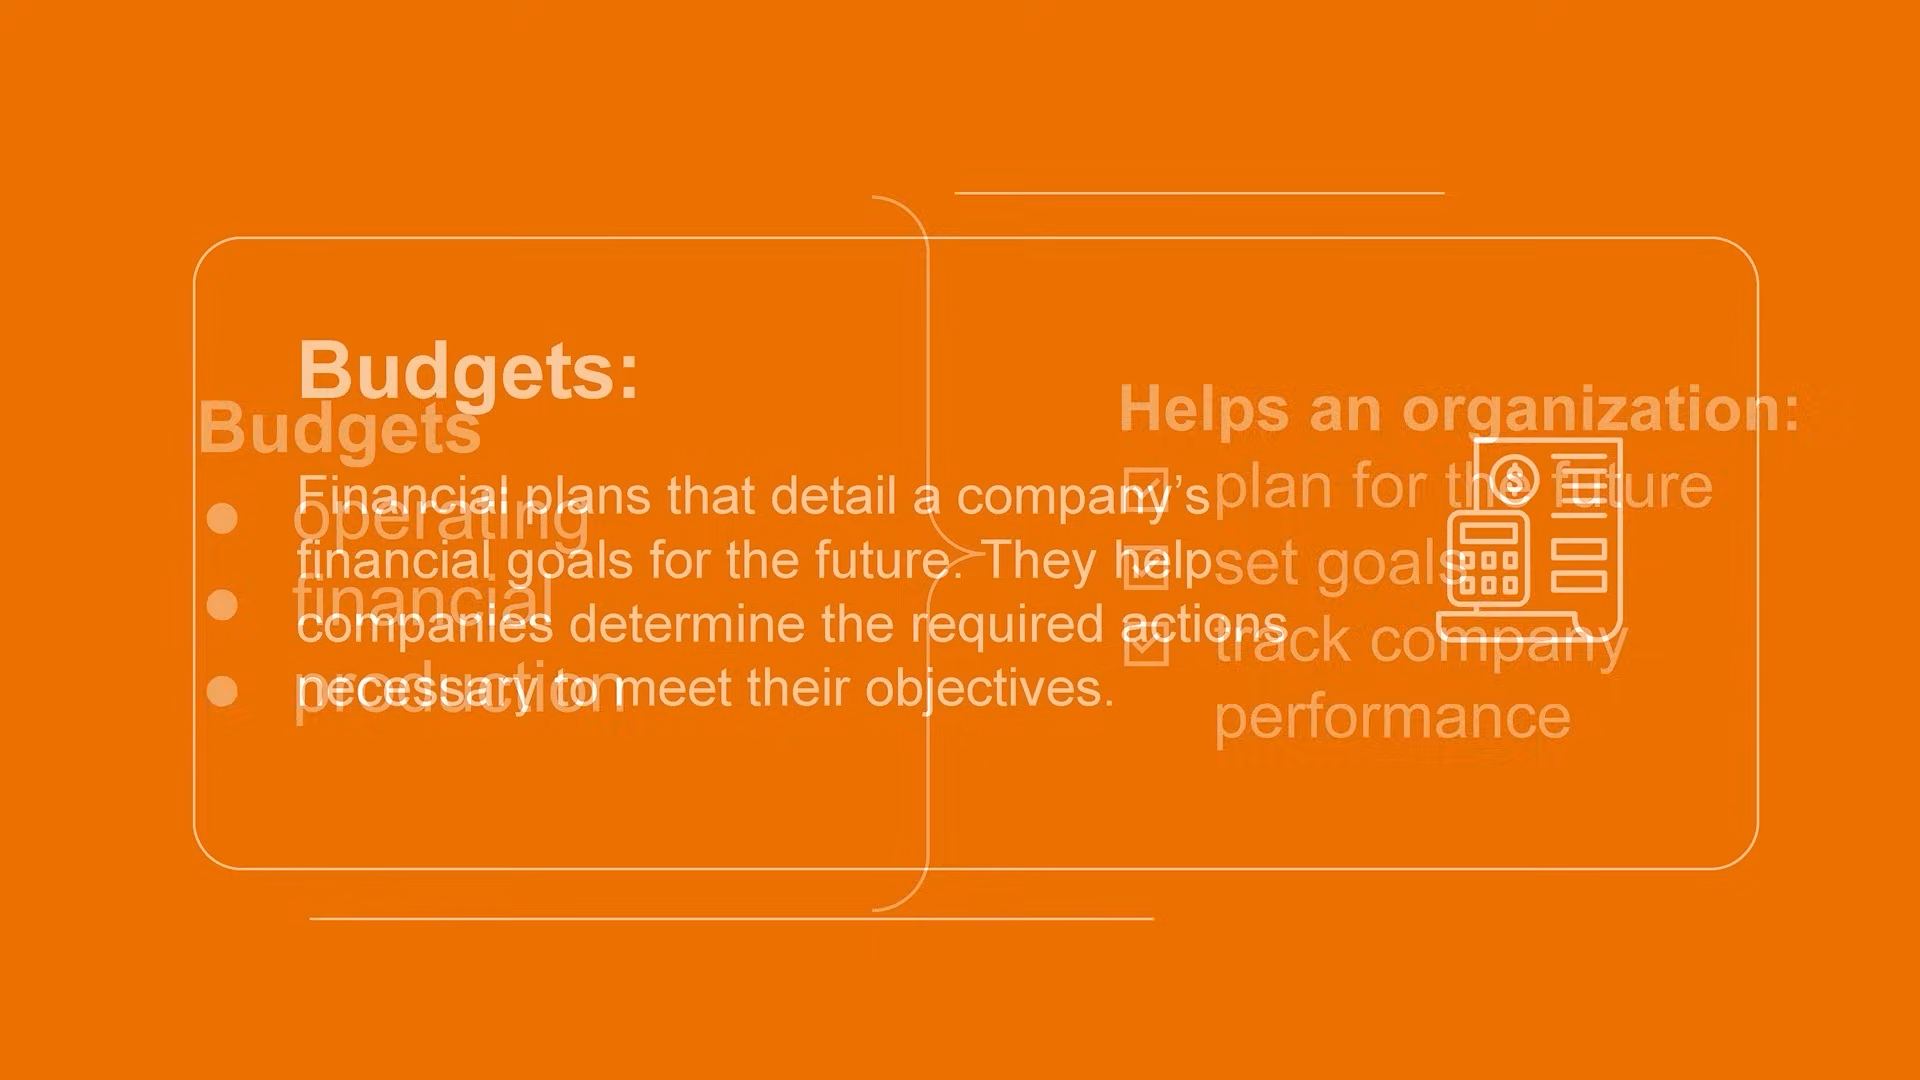 Budgets:
Financial plans that detail a company’s
financial goals for the future. They help
companies determine the required actions
necessary to meet their objectives.
Budgets
operating
financial
production
Helps an organization:
plan for the future
set goals
track company
performance
$